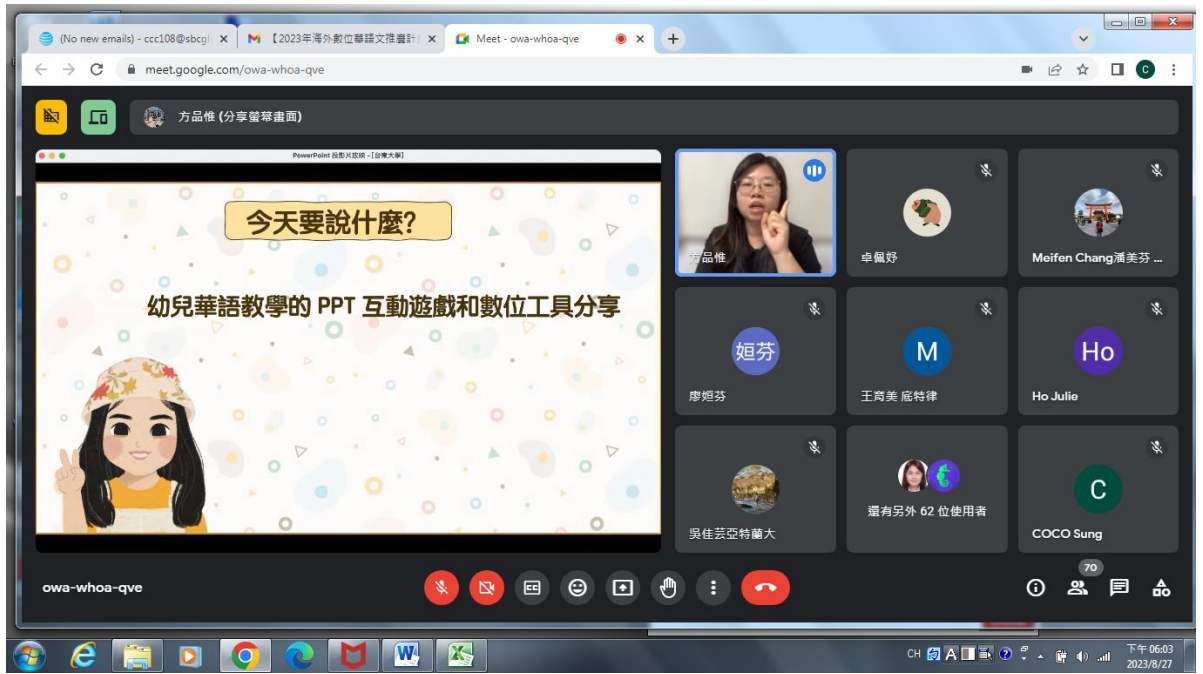 (No new emails) - ccc108@sbcgl
【2023年海外數位華語文推廣計
Meet - owa-whoa-qve
meet.google.com/owa-whoa-qve
C
方品惟 (分享螢幕畫面)
PowerPoint 投影片放映 - [台東大學]
今天要說什麼?
幼兒華語教學的 PPT 互動遊戲和數位工具分享
方品惟
卓佩妤
Meifen Chang潘美芬 ...
姮芬
廖姮芬
M
王育美 底特律
Ho
Ho Julie
吳佳芸亞特蘭大
還有另外 62 位使用者
C
COCO Sung
owa-whoa-qve
70
CH
A
下午 06:03
2023/8/27